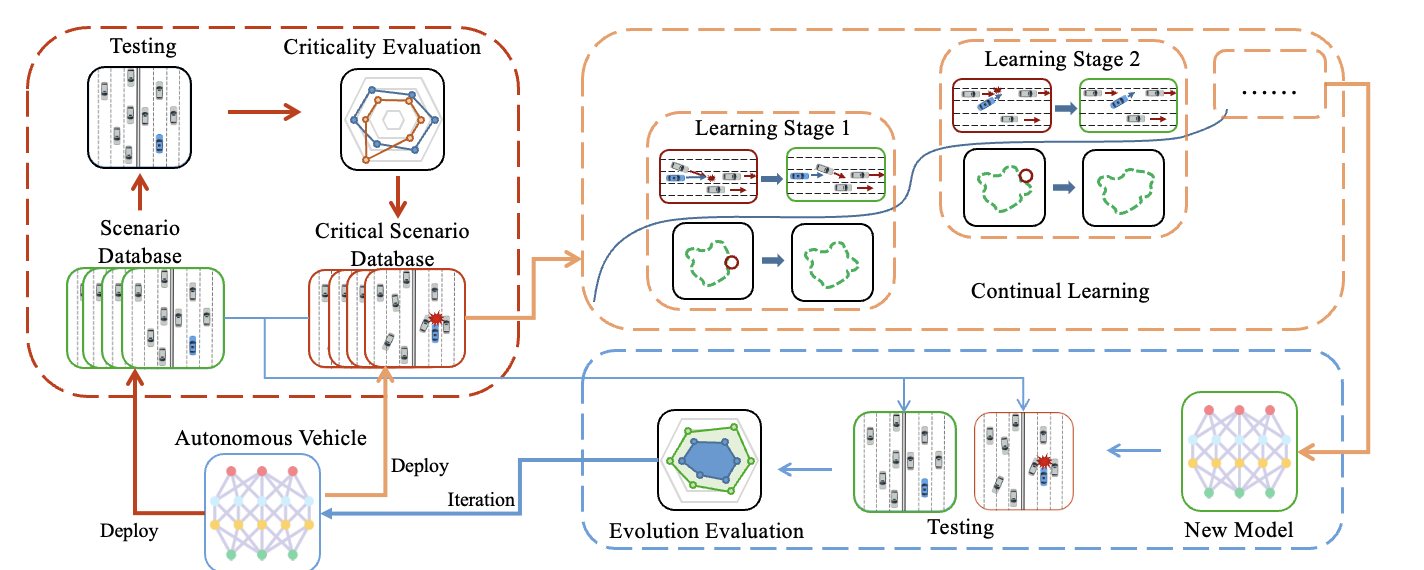 Testing
Criticality Evaluation
Scenario
Database
Critical Scenario
Database
Learning Stage 1
Learning Stage 2
......
Continual Learning
Autonomous Vehicle
Deploy
Deploy
Iteration
Evolution Evaluation
Testing
New Model